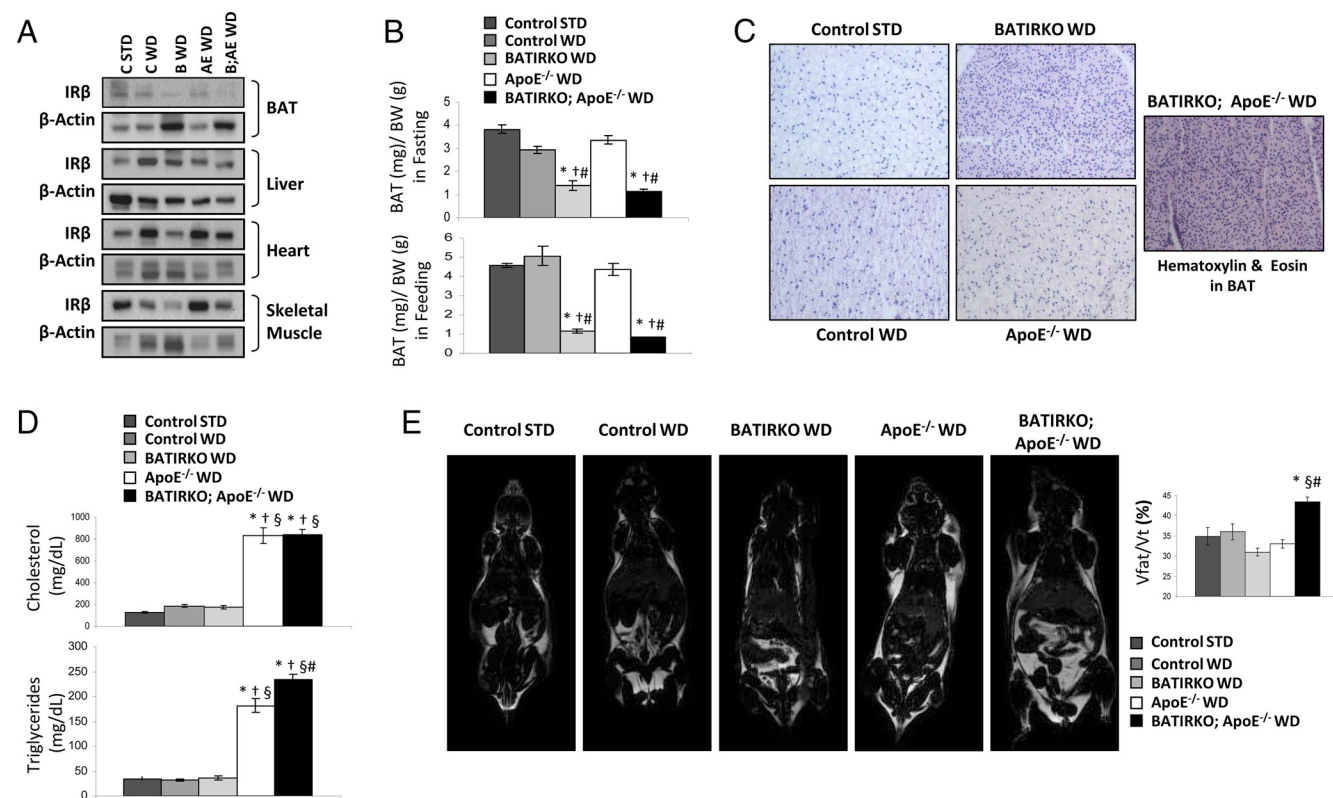 A
C STD
C WD
B WD
AE WD
B;AE WD
IRβ
β-Actin
BAT
IRβ
β-Actin
Liver
IRβ
β-Actin
Heart
IRβ
β-Actin
Skeletal
Muscle
B
Control STD
Control WD
BATIRKO WD
ApoE-/- WD
BATIRKO; ApoE-/- WD
BAT (mg)/ BW (g)
in Fasting
5
4
3
2
1
0
* †#
* †#
BAT (mg)/ BW (g)
in Feeding
6
5
4
3
2
1
0
* †#
* †#
C
Control STD
BATIRKO WD
BATIRKO; ApoE-/- WD
Control WD
ApoE-/- WD
Hematoxylin & Eosin
in BAT
D
Control STD
Control WD
BATIRKO WD
ApoE-/- WD
BATIRKO; ApoE-/- WD
Cholesterol
(mg/dL)
1000
800
600
400
200
0
* † §
* † §
Triglycerides
(mg/dL)
300
250
200
150
100
50
0
* † §
* † §#
E
Control STD
Control WD
BATIRKO WD
ApoE-/- WD
BATIRKO;
ApoE-/- WD
Vfat/Vt (%)
45
40
35
30
25
20
* §#
Control STD
Control WD
BATIRKO WD
ApoE-/- WD
BATIRKO; ApoE-/- WD